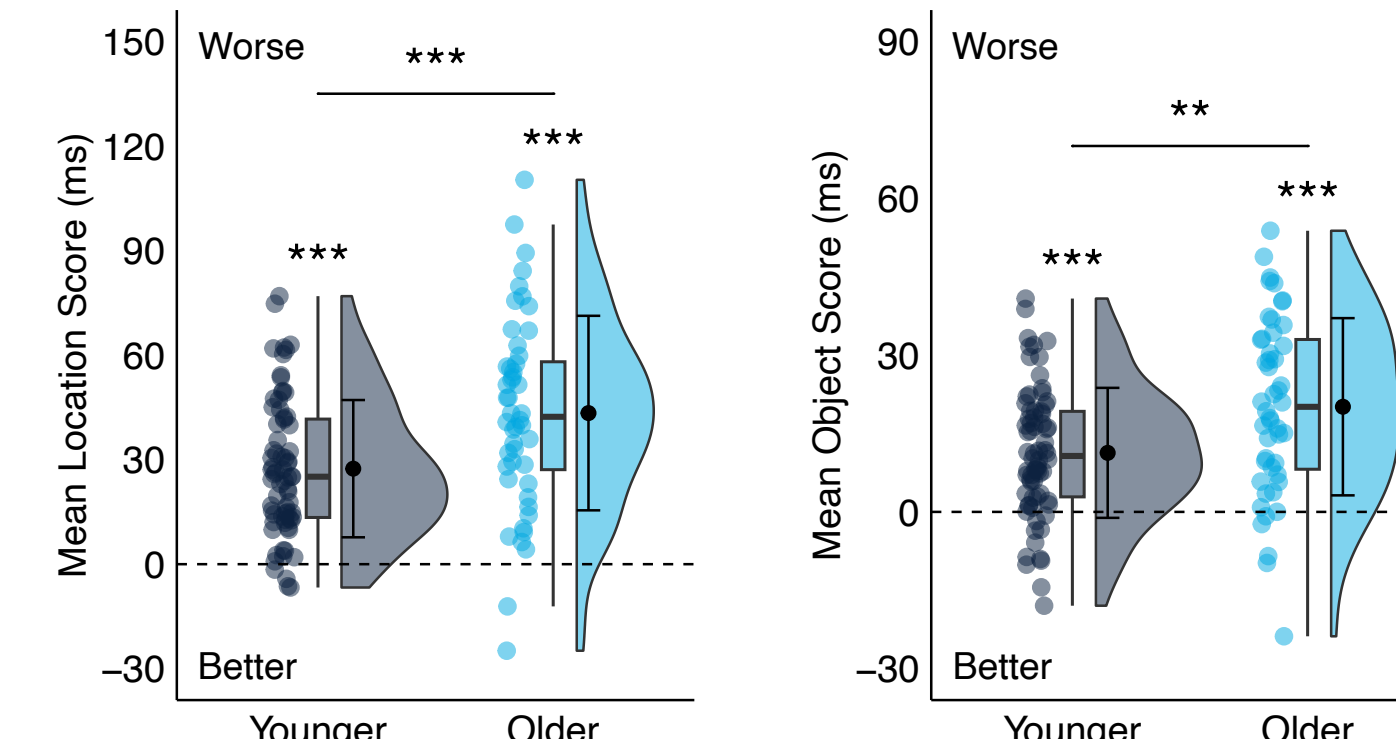 150
120
90
60
30
0
−30
Mean Location Score (ms)
Worse
***
***
***
Better
Younger
Older
90
60
30
0
−30
Mean Object Score (ms)
Worse
**
***
***
Better
Younger
Older